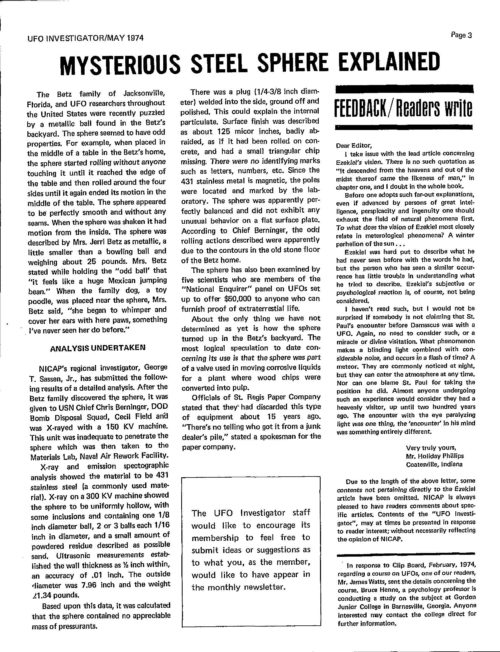 UFO INVESTIGATOR/MAY 1974
Page 3
MYSTERIOUS STEEL SPHERE EXPLAINED
The Betz family of Jacksonville,
Florida, and UFO researchers throughout
the United States were recently puzzled
by a metallic ball found in the Betz's
backyard. The sphere seemed to have odd
properties. For example, when placed in
the middle of a table in the Betz's home,
the sphere started rolling without anyone
touching it until it reached the edge of
the table and then rolled around the four
sides until it again ended its motion in the
middle of the table. The sphere appeared
to be perfectly smooth and without any
seams. When the sphere was shaken it had
motion from the inside. The sphere was
described by Mrs. Jerri Betz as metallic, a
little smaller than a bowling ball and
weighing about 25 pounds. Mrs. Betz
stated while holding the "odd ball" that
"it feels like a huge Mexican jumping
bean." When the family dog, a toy
poodle, was placed near the sphere, Mrs.
Betz said, "she began to whimper and
cover her ears with here paws, something
I've never seen her do before."
ANALYSIS UNDERTAKEN
NICAP's regional investigator, George
T. Sassen, Jr., has submitted the follow-
ing results of a detailed analysis. After the
Betz family discovered the sphere, it was
given to USN Chief Chris Berninger, DOD
Bomb Disposal Squad, Cecil Field and
was X-rayed with a 150 KV machine.
This unit was inadequate to penetrate the
sphere which was then taken to the
Materials Lab, Naval Air Rework Facility.
X-ray and emission spectographic
analysis showed the material to be 431
stainless steel (a commonly used mate-
rial). X-ray on a 300 KV machine showed
the sphere to be uniformly hollow, with
some inclusions and containing one 1/8
inch diameter ball, 2 or 3 balls each 1/16
inch in diameter, and a small amount of
powdered residue described as possible
sand. Ultrasonic measurements estab-
lished the wall thickness as ½ inch within,
an accuracy of .01 inch. The outside
diameter was 7.96 inch and the weight
21.34 pounds.
Based upon this data, it was calculated
that the sphere contained no appreciable
mass of pressurants.
There was a plug (1/4-3/8 inch diam-
eter) welded into the side, ground off and
polished. This could explain the internal
particulate. Surface finish was described
as about 125 micor inches, badly ab-
raided, as if it had been rolled on con-
crete, and had a small triangular chip
missing. There were no identifying marks
such as letters, numbers, etc. Since the
431 stainless metal is magnetic, the poles
were located and marked by the lab-
oratory. The sphere was apparently per-
fectly balanced and did not exhibit any
unusual behavior on a flat surface plate.
According to Chief Berninger, the odd
rolling actions described were apparently
due to the contours in the old stone floor
of the Betz home.
The sphere has also been examined by
five scientists who are members of the
"National Enquirer" panel on UFOs set
up to offer $50,000 to anyone who can
furnish proof of extraterrestial life.
About the only thing we have not
determined as yet is how the sphere
turned up in the Betz's backyard. The
most logical speculation to date con-
cerning its use is that the sphere was part
of a valve used in moving corrosive liquids
for a plant where wood chips were
converted into pulp.
Officials of St. Regis Paper Company
stated that they had discarded this type
of equipment about 15 years ago.
"There's no telling who got it from a junk
dealer's pile," stated a spokesman for the
paper company.
The UFO Investigator staff
would like to encourage its
membership to feel free to
submit ideas or suggestions as
to what you, as the member,
would like to have appear in
the monthly newsletter.
FEEDBACK/Readers write
Dear Editor,
I take issue with the lead article concerning
Ezekial's vision. There is no such quotation as
"It descended from the heavens and out of the
midst thereof came the likeness of man," in
chapter one, and I doubt in the whole book.
Before one adopts such far-out explanations,
even if advanced by persons of great intel-
ligence, perspicacity and ingenuity one should
exhaust the field of natural phenomena first.
To what does the vision of Ezekial most closely
relate in meterological phenomena? A winter
parhelion of the sun . . .
Ezekial was hard put to describe what he
had never seen before with the words he had,
but the person who has seen a similar occur-
rence has little trouble in understanding what
he tried to describe. Ezekial's subjective or
psychological reaction is, of course, not being
considered.
I haven't read such, but I would not be
surprised if somebody is not claiming that St.
Paul's encounter before Damascus was with a
UFO. Again, no need to consider such, or a
miracle or divine visitation. What phenomenon
makes a blinding light combined with con-
siderable noise, and occurs in a flash of time? A
meteor. They are commonly noticed at night,
but they can enter the atmosphere at any time.
Nor can one blame St. Paul for taking the
position he did. Almost anyone undergoing
such an experience would consider they had a
heavenly visitor, up until two hundred years
ago. The encounter with the eye paralyzing
light was one thing, the 'encounter' in his mind
was something entirely different.
Very truly yours,
Mr. Holiday Phillips
Coatesville, Indiana
Due to the length of the above letter, some
contents not pertaining directly to the Ezekial
article have been omitted. NICAP is always
pleased to have readers comments about spec-
ific articles. Contents of the "UFO Investi-
gator", may at times be presented in response
to reader interest; without necessarily reflecting
the opinion of NICAP.
In response to Clip Board, February, 1974,
regarding a course on UFOs, one of our readers,
Mr. James Watts, sent the details concerning the
course. Bruce Henne, a psychology professor is
conducting a study on the subject at Gordon
Junior College in Barnsville, Georgia. Anyone
interested may contact the college direct for
further information.